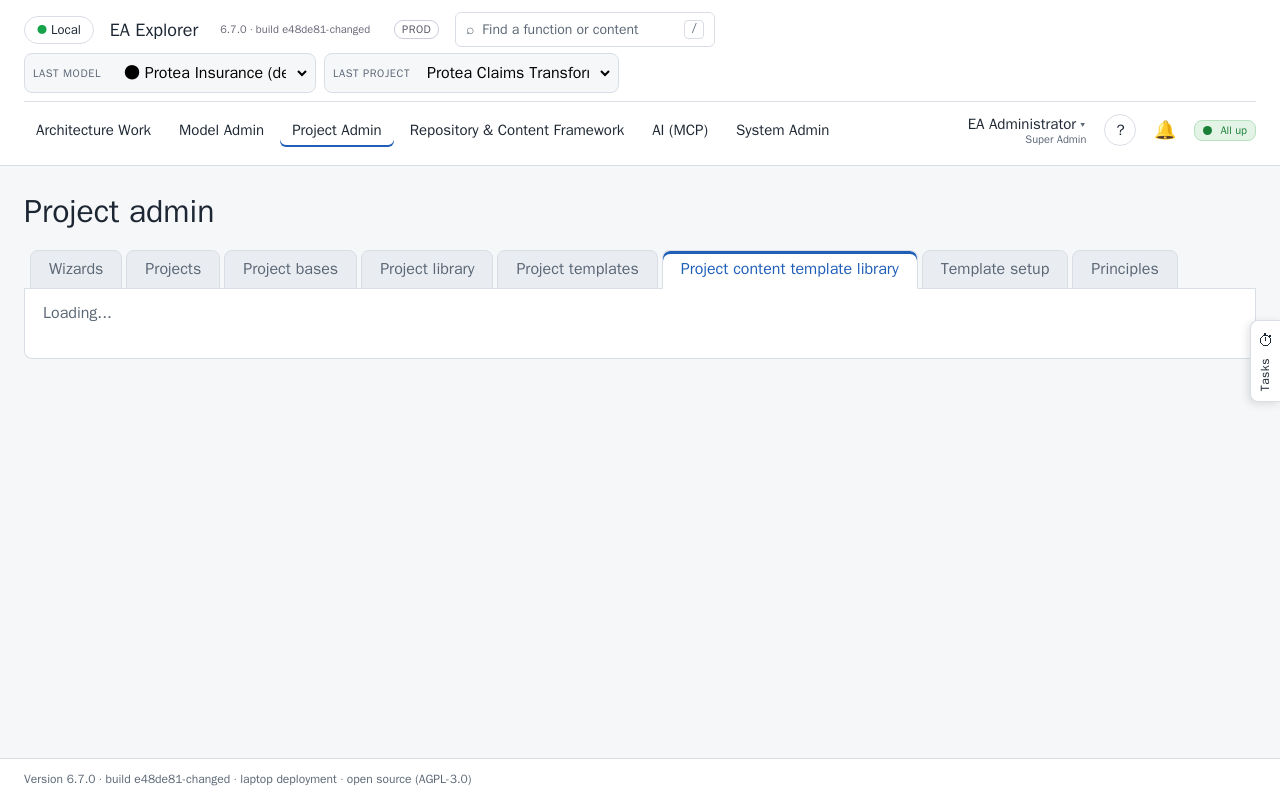 Local
EA Explorer
6.7.0 · build e48de81-changed
PROD
Find a function or content
/
LAST MODEL
Protea Insurance (de
LAST PROJECT
Protea Claims Transfor
Architecture Work
Model Admin
Project Admin
Repository & Content Framework
AI (MCP)
System Admin
EA Administrator
Super Admin
?
All up
Project admin
Wizards
Projects
Project bases
Project library
Project templates
Project content template library
Template setup
Principles
Loading...
Tasks
Version 6.7.0 · build e48de81-changed · laptop deployment · open source (AGPL-3.0)